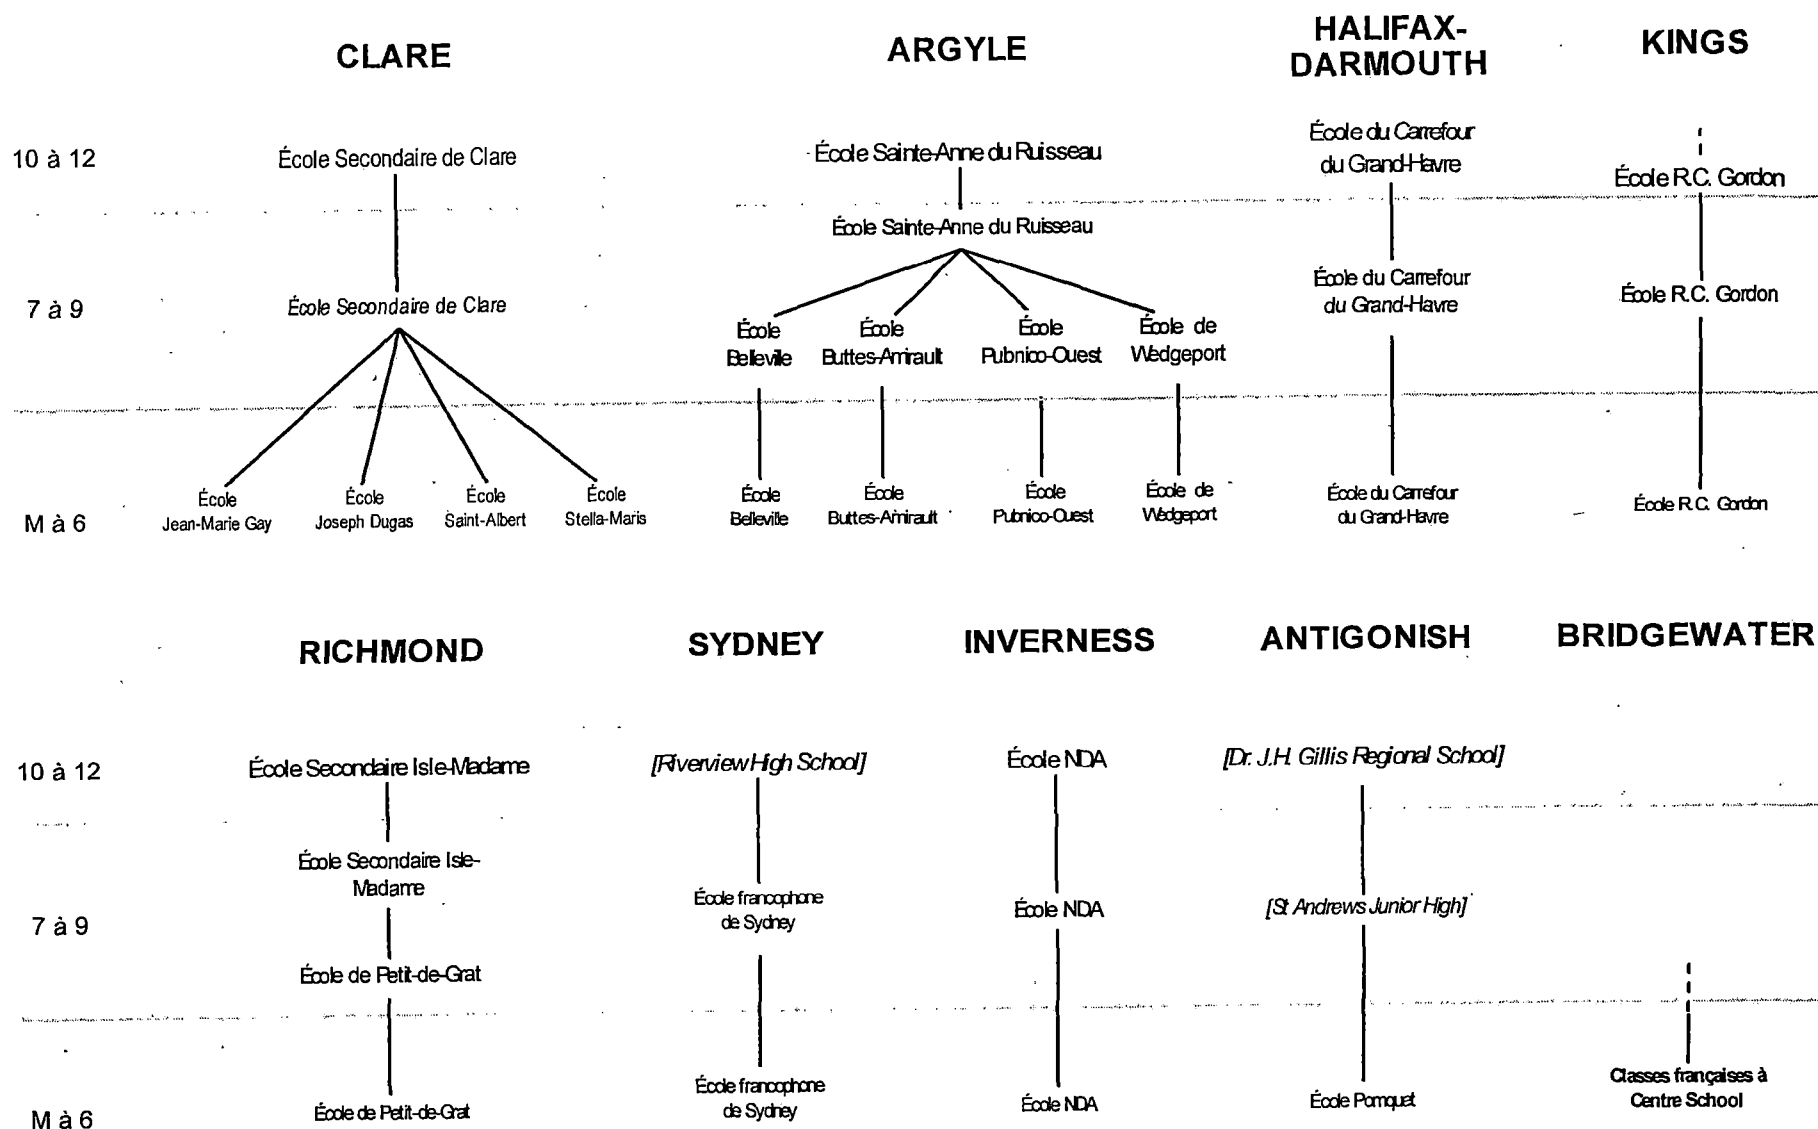 CLARE
ARGYLE
HALIFAX-
DARMOUTH
KINGS
10 à 12
École Secondaire de Clare
École Sainte-Anne du Ruisseau
École du Carrefour
du Grand-Havre
École R.C. Gordon
École Sainte-Anne du Ruisseau
7 à 9
École Secondaire de Clare
École
Belleville
École
Buttes-Amirault
École
Pubnico-Ouest
École de
Wedgeport
École du Carrefour
du Grand-Havre
École R.C. Gordon
M à 6
École
Jean-Marie Gay
École
Joseph Dugas
École
Saint-Albert
École
Stella-Maris
École
Belleville
École
Buttes-Amirault
École
Pubnico-Ouest
École de
Wedgeport
École du Carrefour
du Grand-Havre
École R.C. Gordon
RICHMOND
SYDNEY
INVERNESS
ANTIGONISH
BRIDGEWATER
10 à 12
École Secondaire Isle-Madame
[Riverview High School]
École NDA
[Dr. J.H. Gillis Regional School]
7 à 9
École Secondaire Isle-
Madame
École de Petit-de-Grat
École francophone
de Sydney
École NDA
[St Andrews Junior High]
M à 6
École de Petit-de-Grat
École francophone
de Sydney
École NDA
École Pomquet
Classes françaises à
Centre School